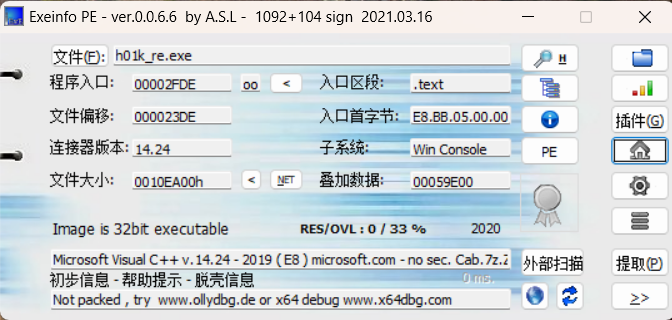 Exeinfo PE - ver.0.0.6.6  by A.S.L -  1092+104 sign  2021.03.16
文件(F): h01k_re.exe H
程序入口: 00002FDE oo < 入口区段: .text
文件偏移: 000023DE 入口首字节: E8.BB.05.00.00 插件(G)
连接器版本: 14.24 子系统: Win Console PE
文件大小: 0010EA00h < NET 叠加数据: 00059E00
Image is 32bit executable RES/OVL : 0 / 33 % 2020
Microsoft Visual C++ v.14.24 - 2019 ( E8 ) microsoft.com - no sec. Cab.7z.Z 外部扫描 提取(P)
初步信息 - 帮助提示 - 脱壳信息 0 ms.
Not packed , try  www.ollydbg.de or x64 debug www.x64dbg.com >>